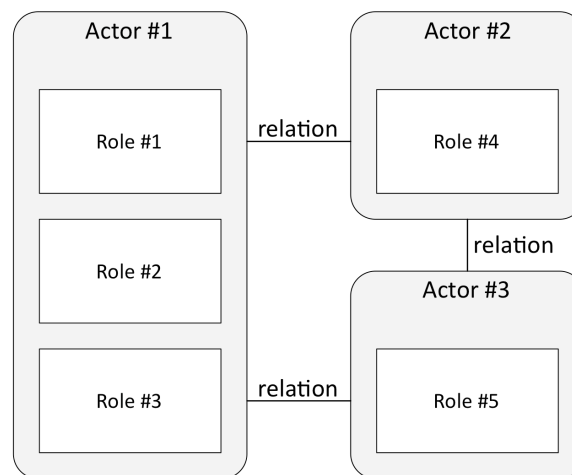 Actor #1
Role #1
Role #2
Role #3
relation
relation
Actor #2
Role #4
relation
Actor #3
Role #5